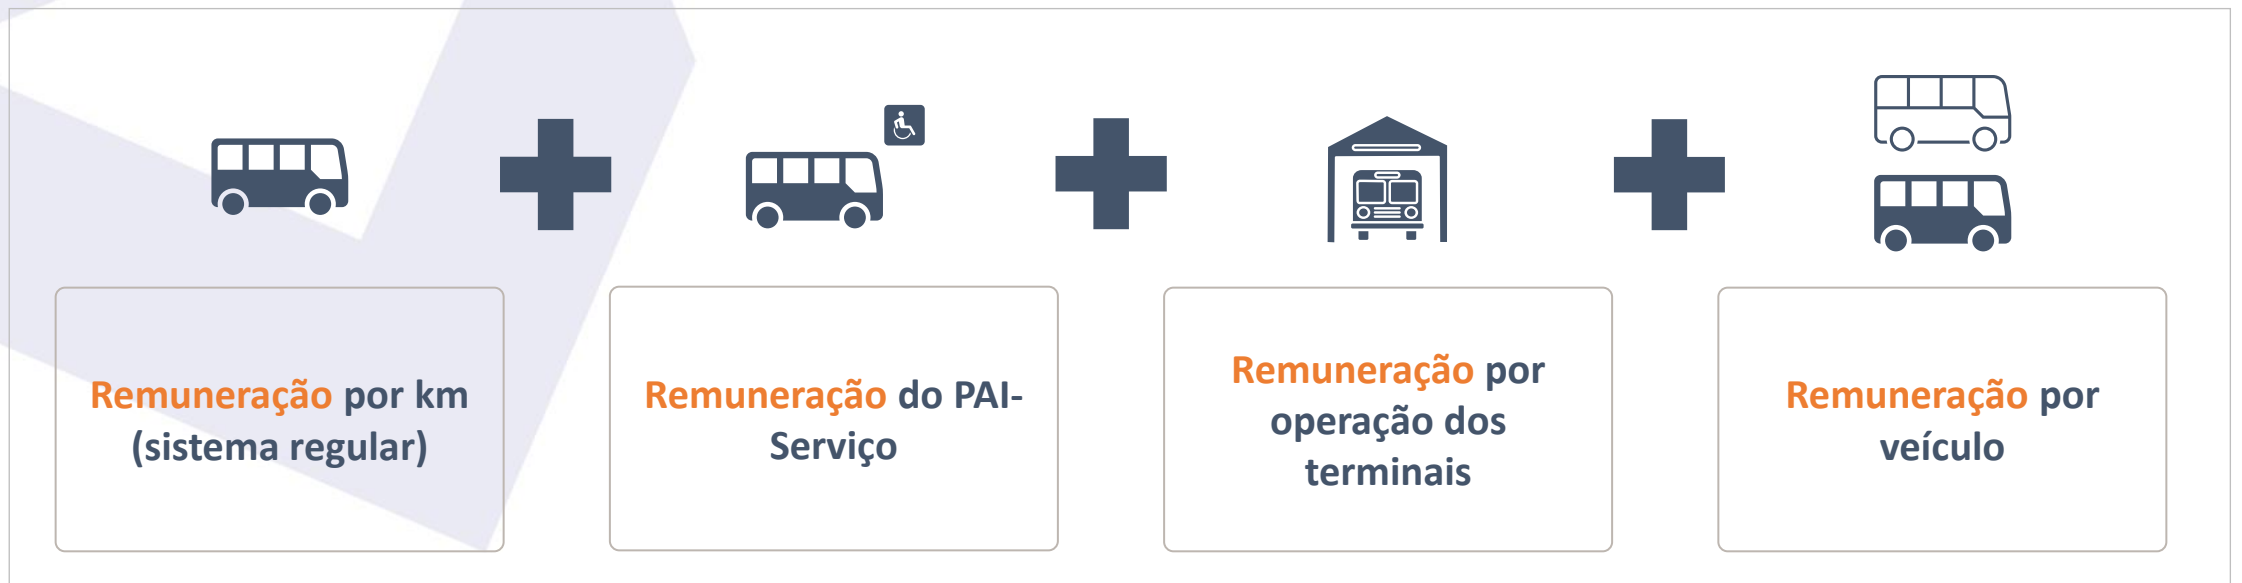 Remuneração por km
(sistema regular)
Remuneração do PAI-
Serviço
Remuneração por
operação dos
terminais
Remuneração por
veículo